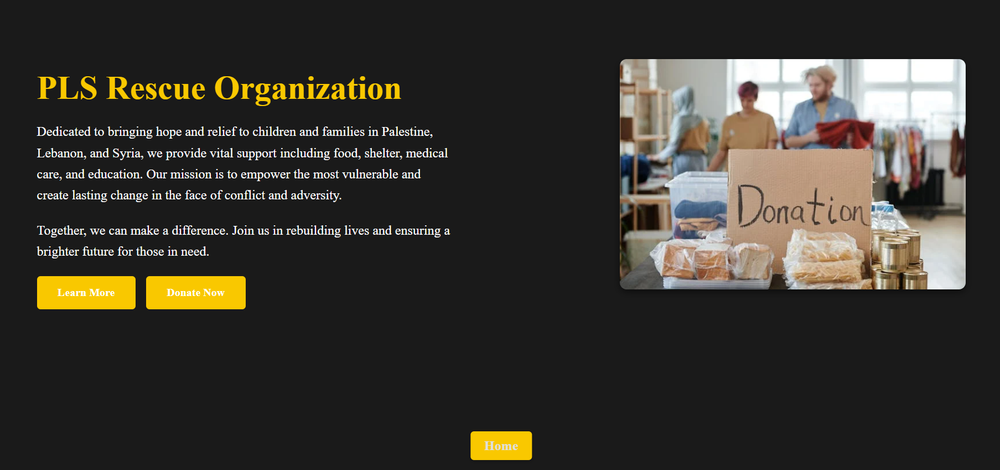 PLS Rescue Organization
Dedicated to bringing hope and relief to children and families in Palestine,
Lebanon, and Syria, we provide vital support including food, shelter, medical
care, and education. Our mission is to empower the most vulnerable and
create lasting change in the face of conflict and adversity.
Together, we can make a difference. Join us in rebuilding lives and ensuring a
brighter future for those in need.
Learn More
Donate Now
Donation
Home